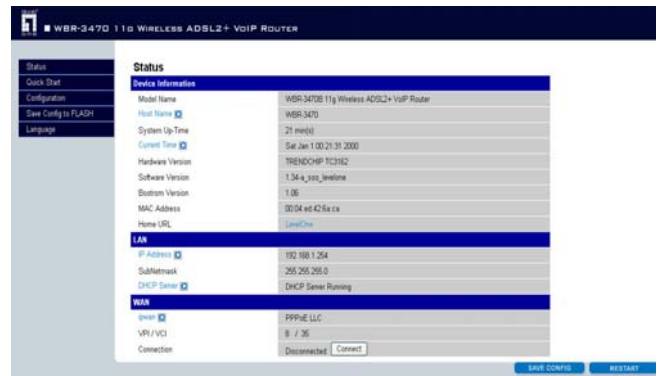 WBR-3470 11G WIRELESS ADSL2+ VOIP ROUTER
Status
Quick Start
Configuration
Save Config to FLASH
Language
Status
Device Information
Model Name WBR-3470B 11g Wireless ADSL2+ VoIP Router
Host Name WBR-3470
System Up-Time 21 min(s)
Current Time Sat Jan 1 00:21:31 2000
Hardware Version TRENDCHIP TC3162
Software Version
Bootrom Version 1.06
MAC Address 00:04:ed:42:6a:ca
Home URL LevelOne
LAN
IP Address 192.168.1.254
SubNetmask 255.255.255.0
DHCP Server DHCP Server Running
WAN
ipwan PPPoE LLC
VPI / VCI 8 / 35
Connection Disconnected Connect
SAVE CONFIG RESTART